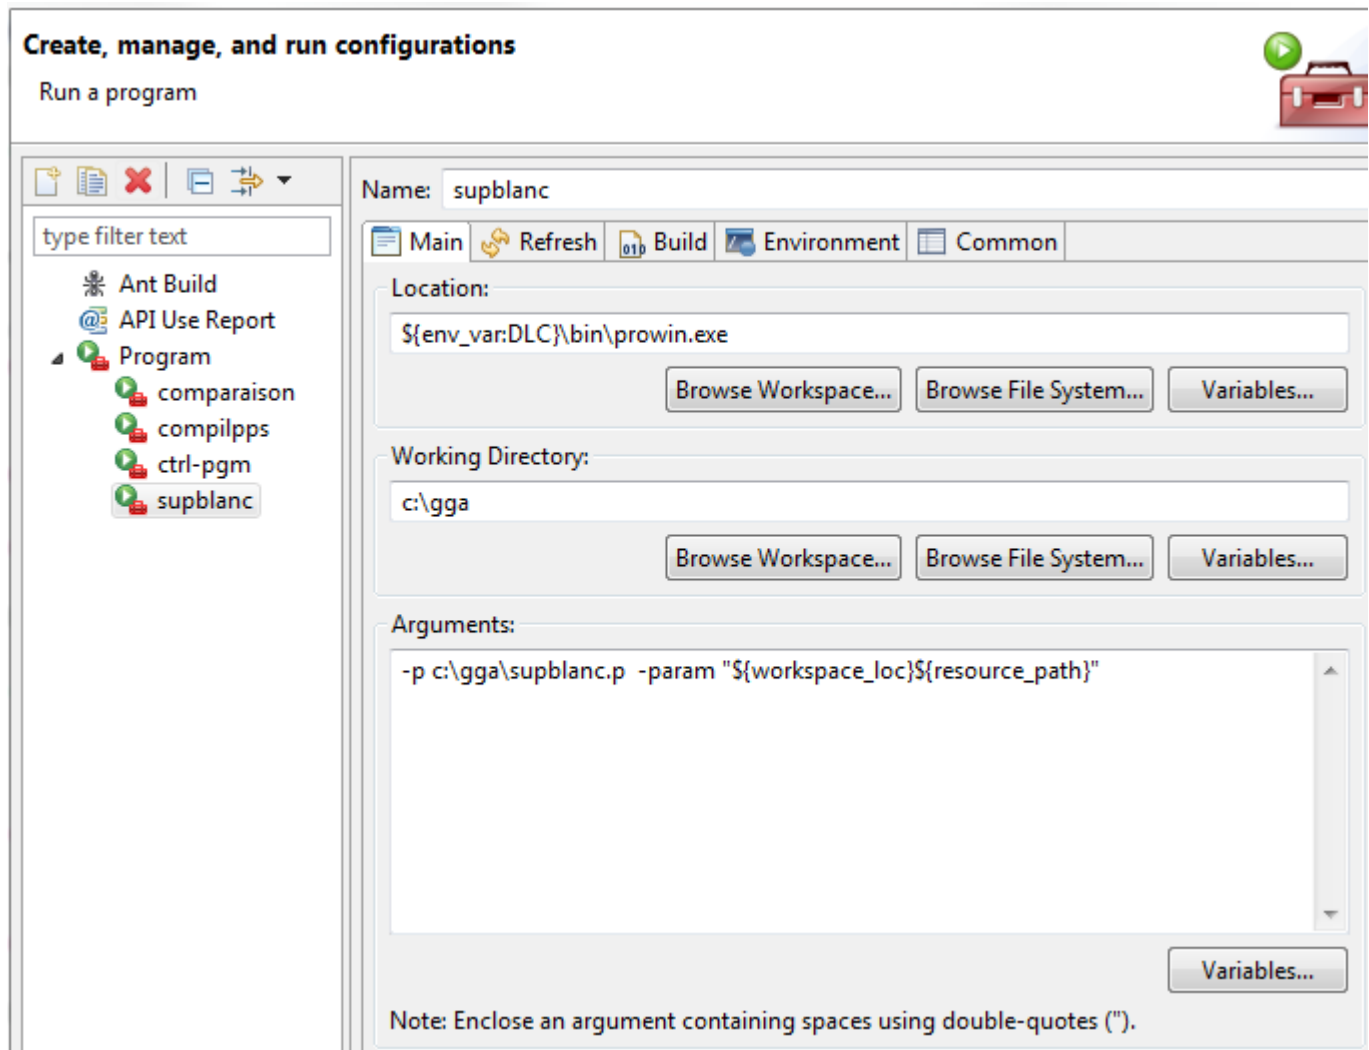 Create, manage, and run configurations
Run a program
type filter text
Ant Build
API Use Report
Program
comparaison
compilpps
ctrl-pgm
supblanc
Name: supblanc
Main Refresh Build Environment Common
Location:
${env_var:DLC}\bin\prowin.exe
Browse Workspace... Browse File System... Variables...
Working Directory:
c:\gga
Browse Workspace... Browse File System... Variables...
Arguments:
-p c:\gga\supblanc.p  -param "${workspace_loc}${resource_path}"
Variables...
Note: Enclose an argument containing spaces using double-quotes (").